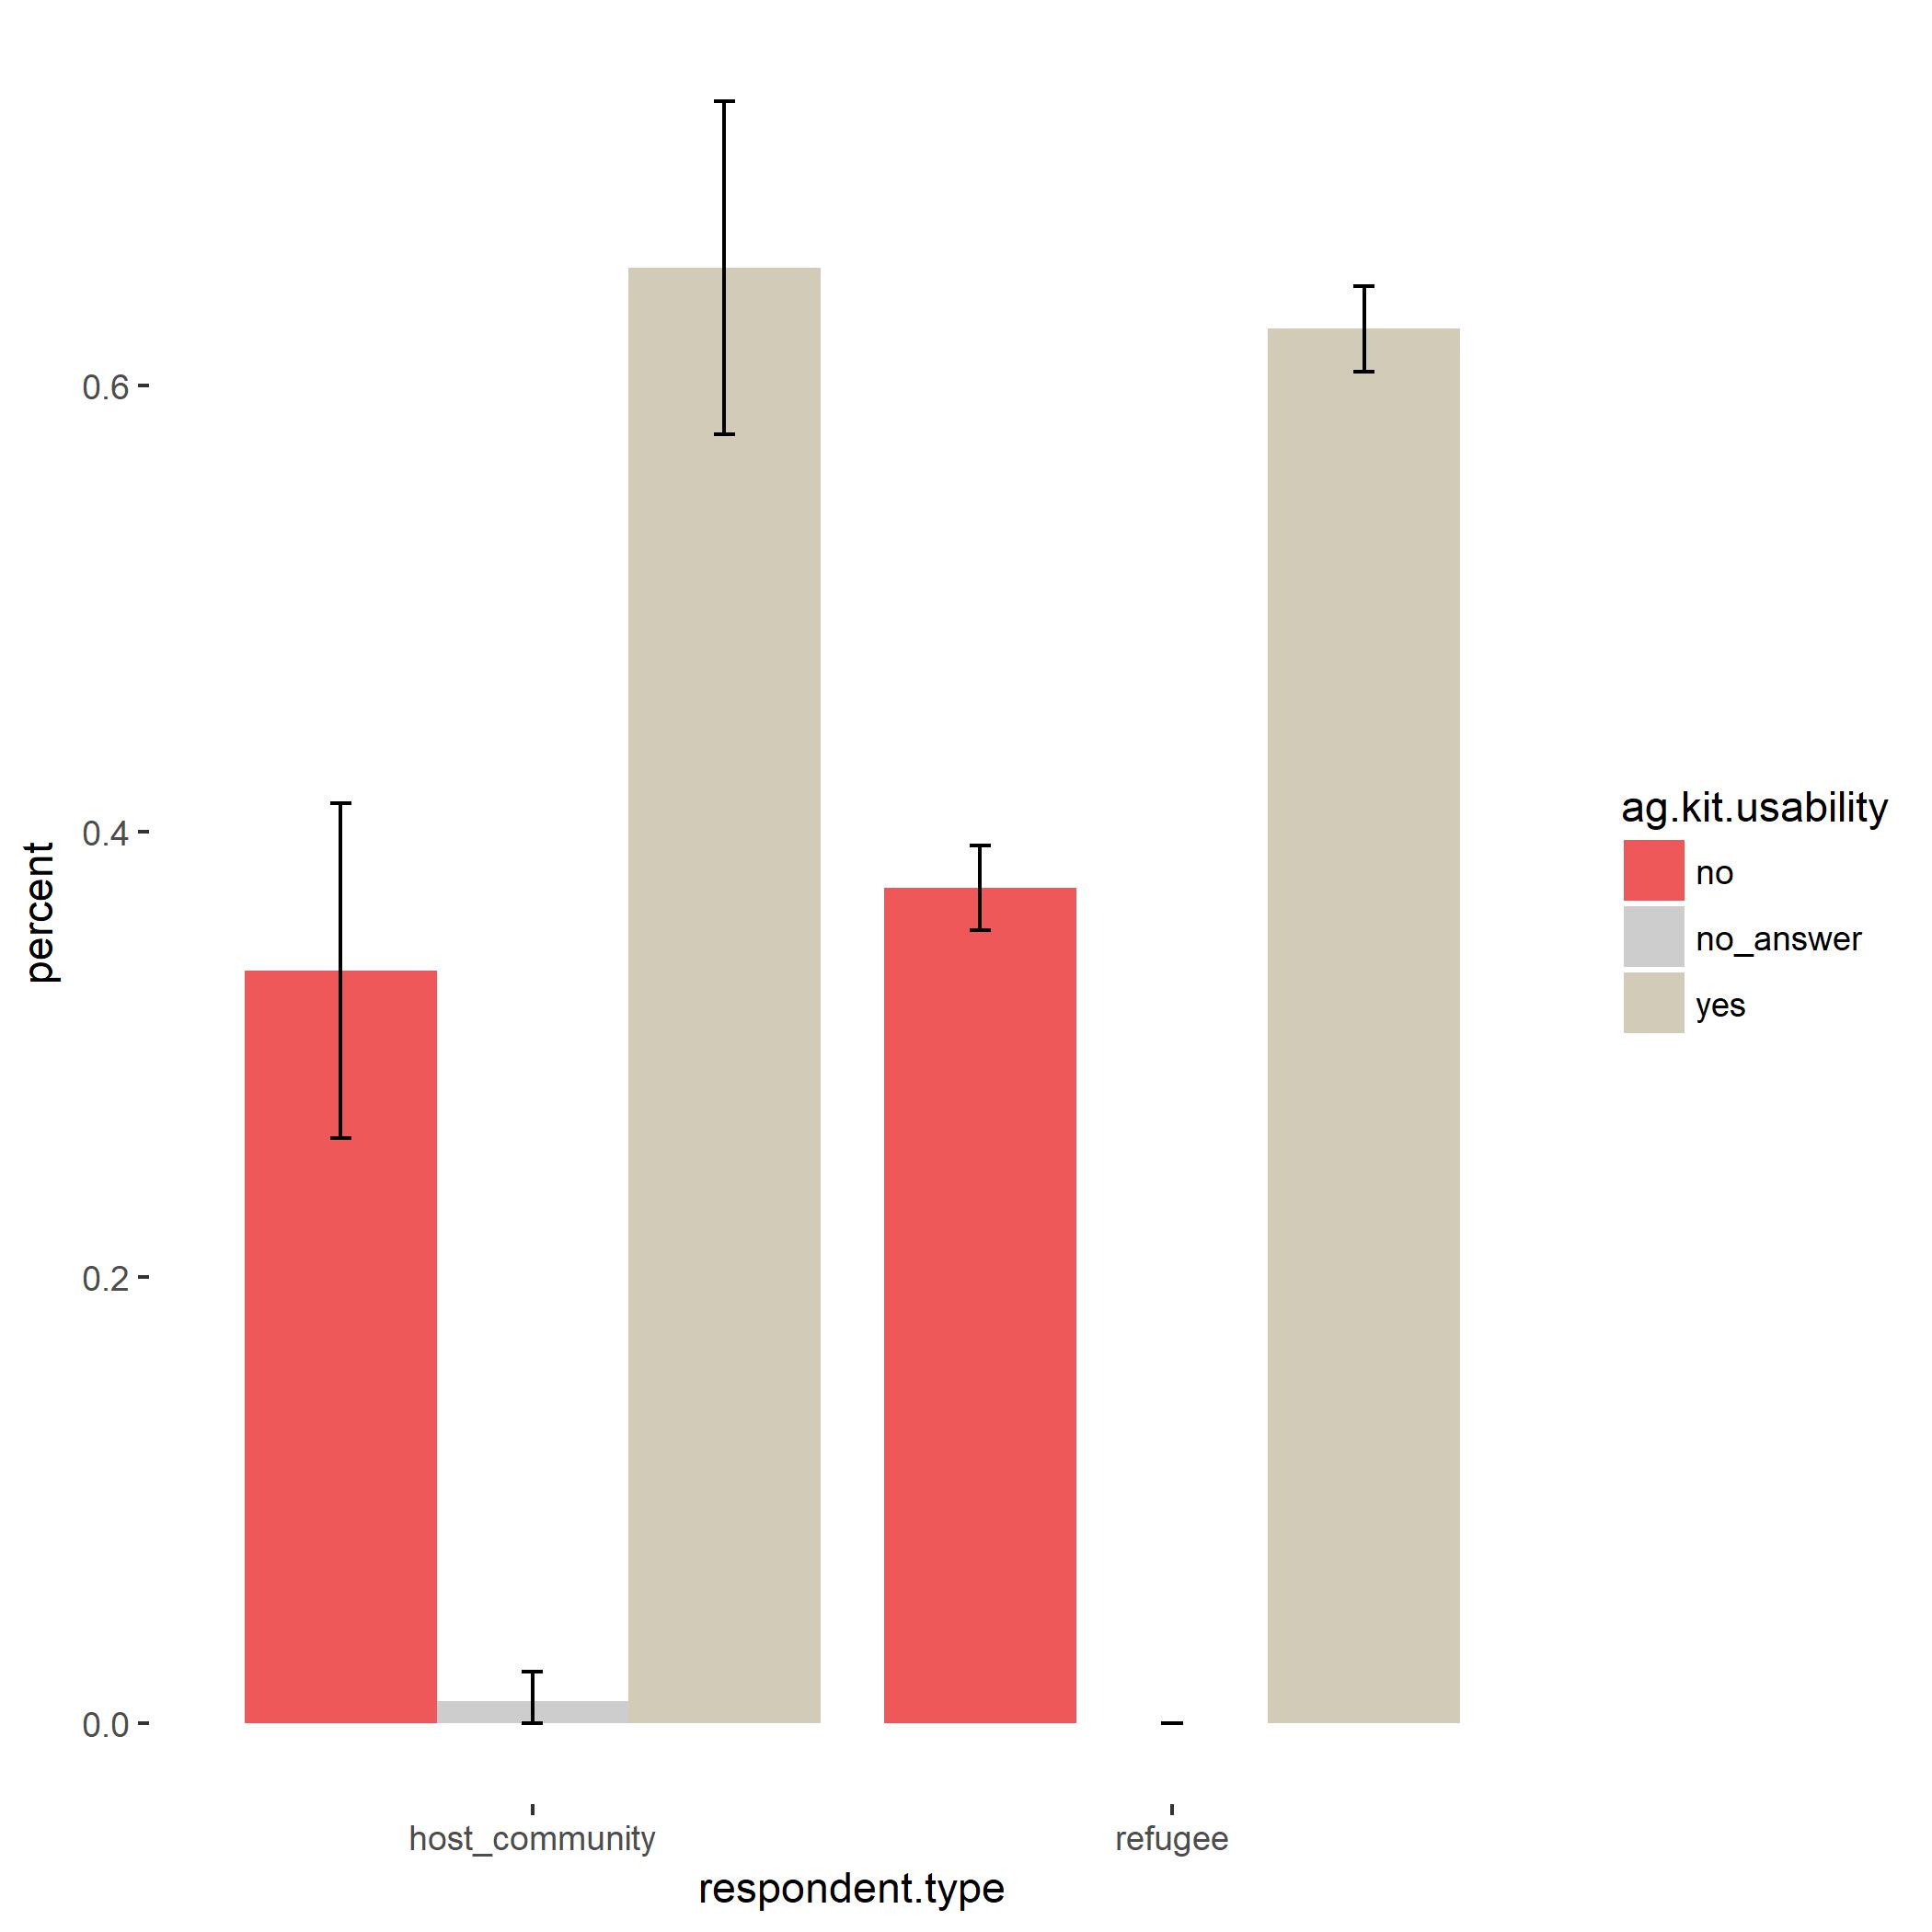 0.6
0.4
0.2
0.0
percent
host_community
refugee
respondent.type
ag.kit.usability
no
no_answer
yes